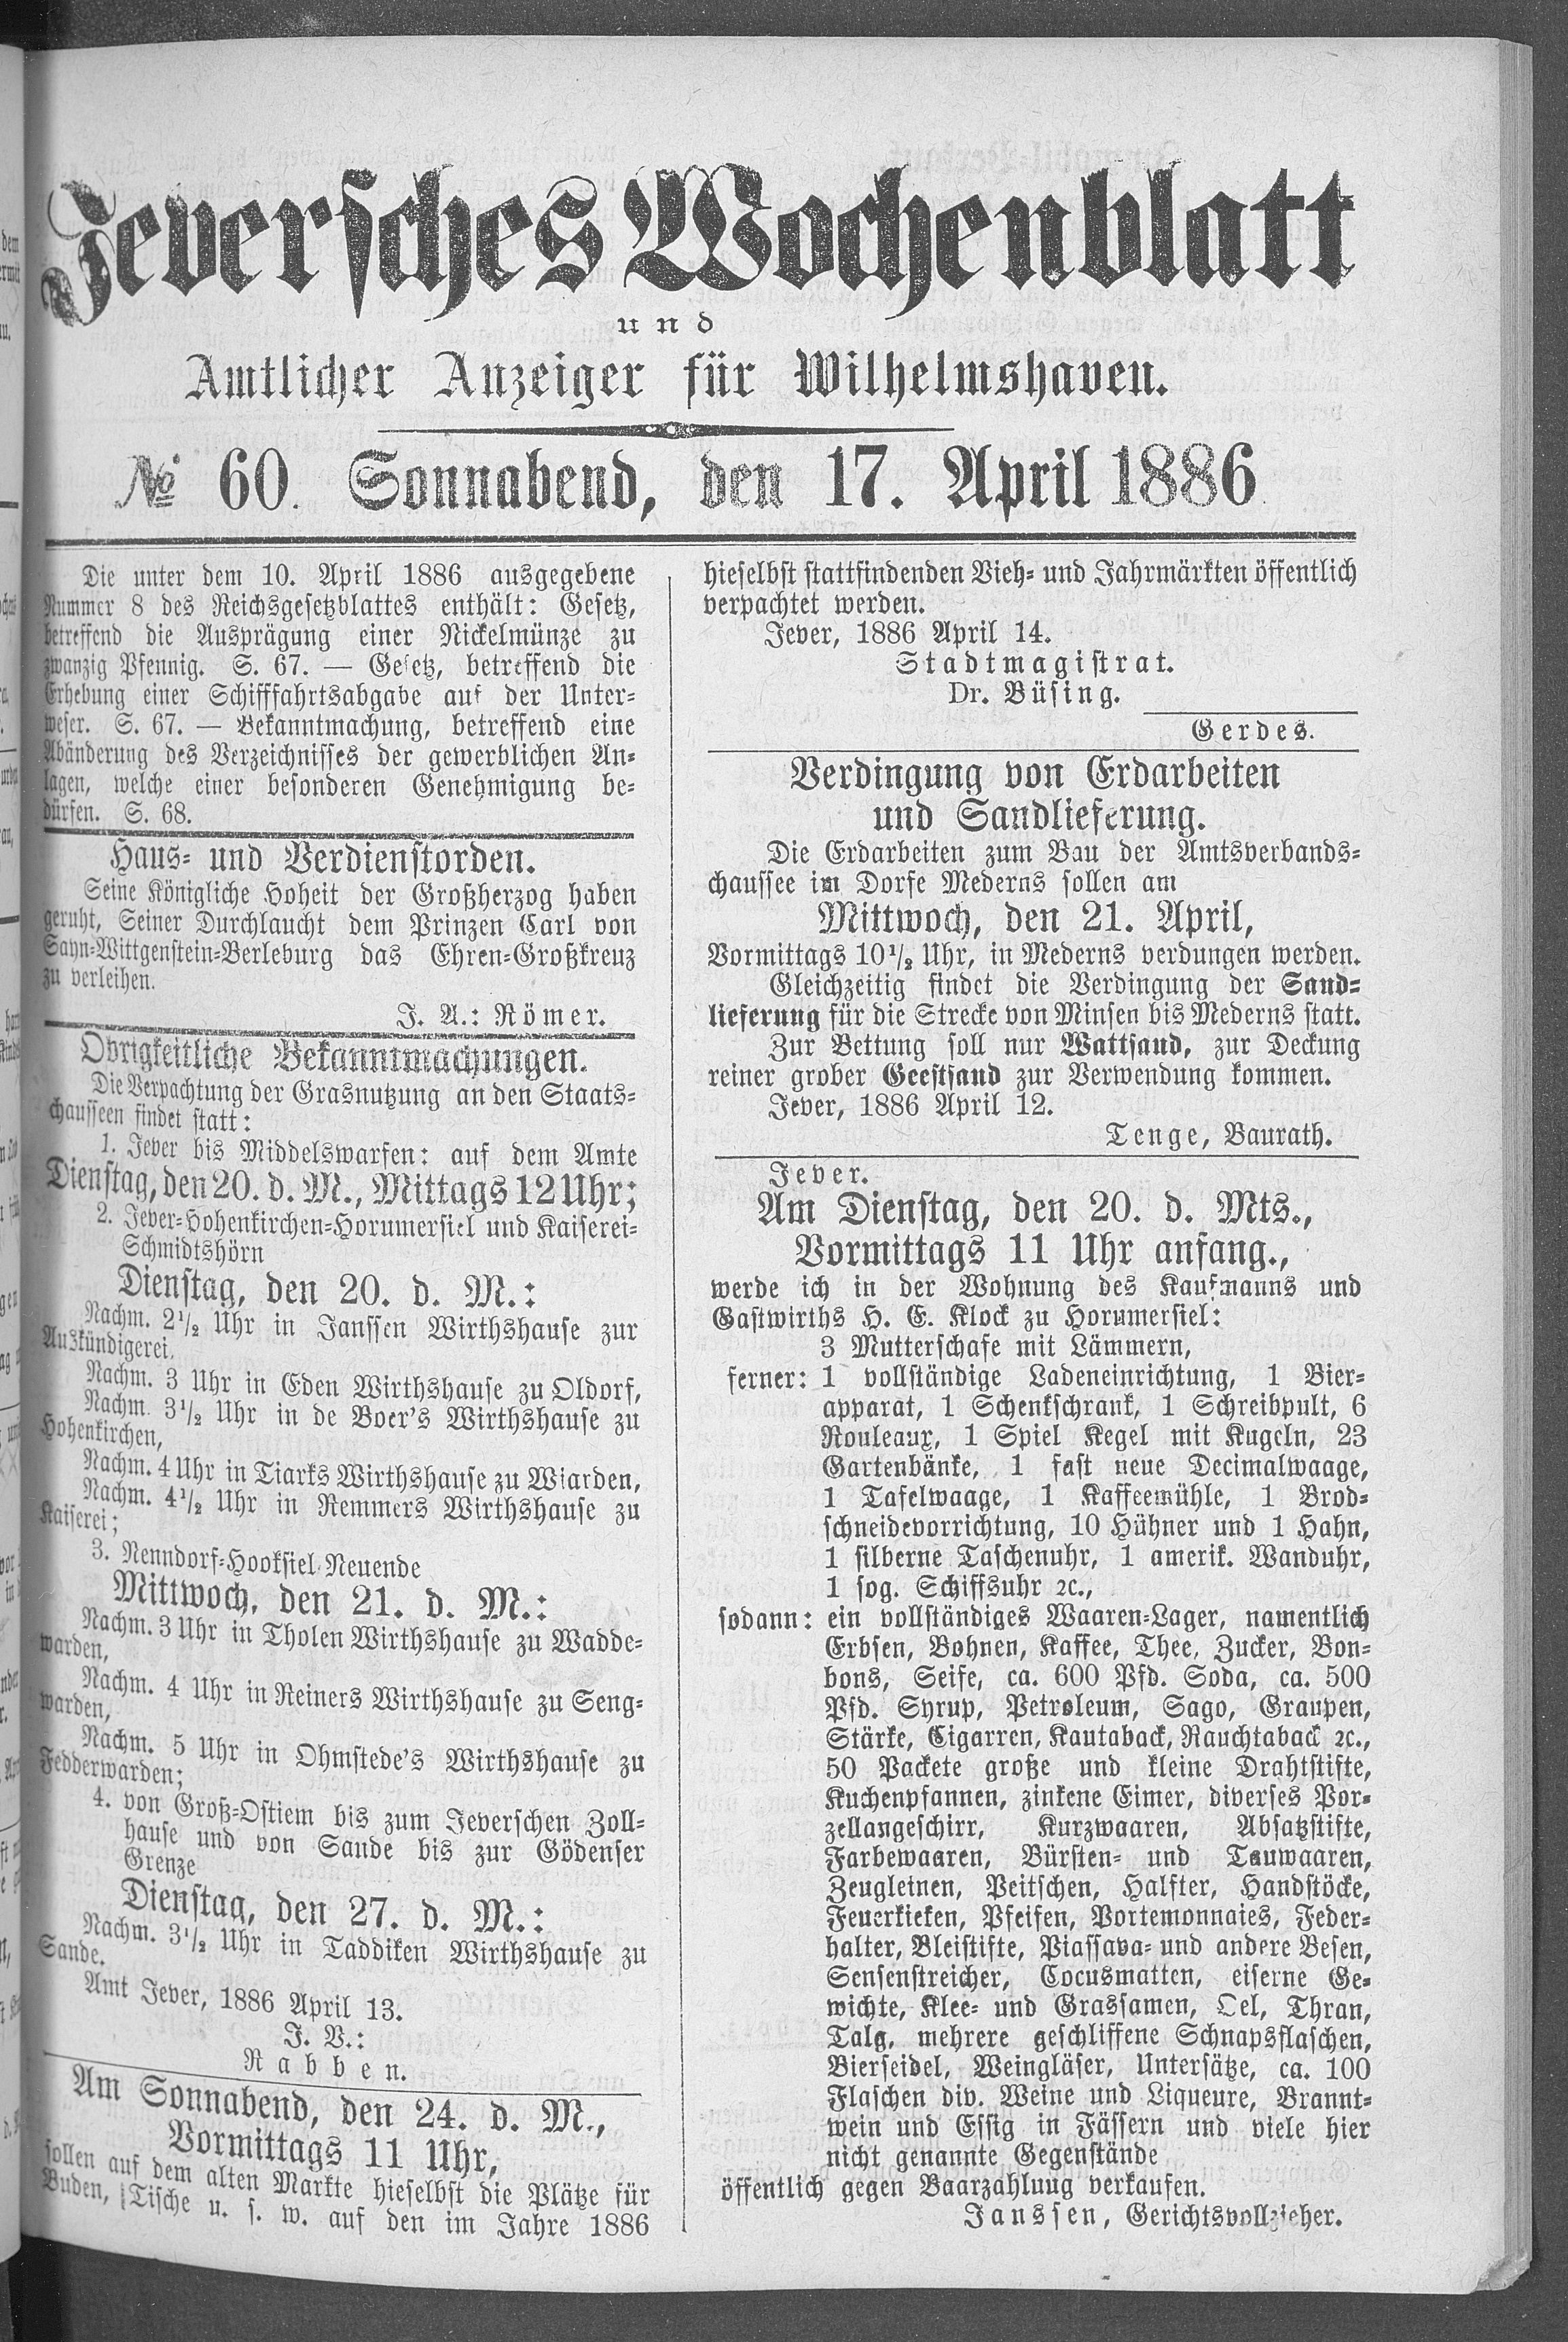 Jeversches Wochenblatt
und
Amtlicher Anzeiger für Wilhelmshaven.
№ 60. Sonnabend, den 17. April 1886
Die unter dem 10. April 1886 ausgegebene
Nummer 8 des Reichsgesetzblattes enthält: Gesetz,
betreffend die Ausprägung einer Nickelmünze zu
zwanzig Pfennig. S. 67. — Gesetz, betreffend die
Erhebung einer Schifffahrtsabgabe auf der Unter-
weser. S. 67. — Bekanntmachung, betreffend eine
Abänderung des Verzeichnisses der gewerblichen An-
lagen, welche einer besonderen Genehmigung be-
dürfen. S. 68.
Haus- und Verdienstorden.
Seine Königliche Hoheit der Großherzog haben
geruht, Seiner Durchlaucht dem Prinzen Carl von
Sayn-Wittgenstein-Berleburg das Ehren-Großkreuz
zu verleihen.
J. A.: Römer.
Obrigkeitliche Bekanntmachungen.
Die Verpachtung der Grasnutzung an den Staats-
chausseen findet statt:
1. Jever bis Middelswarfen: auf dem Amte
Dienstag, den 20. d. M., Mittags 12 Uhr;
2. Jever-Hohenkirchen-Horumersiel und Kaiserei-
Schmidtshörn
Dienstag, den 20. d. M.:
Nachm. 2½ Uhr in Janssen Wirthshause zur
Auskündigerei.
Nachm. 3 Uhr in Eden Wirthshause zu Oldorf,
Nachm. 3½ Uhr in de Boer's Wirthshause zu
Hohenkirchen,
Nachm. 4 Uhr in Tiarks Wirthshause zu Wiarden,
Nachm. 4½ Uhr in Remmers Wirthshause zu
Kaiserei;
3. Nenndorf-Hooksiel-Neuende
Mittwoch, den 21. d. M.:
Nachm. 3 Uhr in Tholen Wirthshause zu Wadde-
warden,
Nachm. 4 Uhr in Reiners Wirthshause zu Seng-
warden,
Nachm. 5 Uhr in Ohmstede's Wirthshause zu
Fedderwarden;
4. von Groß-Ostiem bis zum Jeverschen Zoll-
hause und von Sande bis zur Gödenser
Grenze
Dienstag, den 27. d. M.:
Nachm. 3½ Uhr in Taddiken Wirthshause zu
Sande.
Amt Jever, 1886 April 13.
J. V.:
Rabben.
Am Sonnabend, den 24. d. M.,
Vormittags 11 Uhr,
sollen auf dem alten Markte hieselbst die Plätze für
Buden, Tische u. s. w. auf den im Jahre 1886
hieselbst stattfindenden Vieh- und Jahrmärkten öffentlich
verpachtet werden.
Jever, 1886 April 14.
Stadtmagistrat.
Dr. Büsing.
Gerdes.
Verdingung von Erdarbeiten
und Sandlieferung.
Die Erdarbeiten zum Bau der Amtsverbands-
chaussee im Dorfe Mederns sollen am
Mittwoch, den 21. April,
Vormittags 10½ Uhr, in Mederns verdungen werden.
Gleichzeitig findet die Verdingung der Sand-
lieferung für die Strecke von Minsen bis Mederns statt.
Zur Bettung soll nur Wattsand, zur Deckung
reiner grober Geestsand zur Verwendung kommen.
Jever, 1886 April 12.
Tenge, Baurath.
Jever.
Am Dienstag, den 20. d. Mts.,
Vormittags 11 Uhr anfang.,
werde ich in der Wohnung des Kaufmanns und
Gastwirths H. E. Klock zu Horumersiel:
3 Mutterschafe mit Lämmern,
ferner: 1 vollständige Ladeneinrichtung, 1 Bier-
apparat, 1 Schenkschrank, 1 Schreibpult, 6
Rouleaux, 1 Spiel Kegel mit Kugeln, 23
Gartenbänke, 1 fast neue Decimalwaage,
1 Tafelwaage, 1 Kaffeemühle, 1 Brod-
schneidevorrichtung, 10 Hühner und 1 Hahn,
1 silberne Taschenuhr, 1 amerik. Wanduhr,
1 sog. Schiffsuhr ꝛc.,
sodann: ein vollständiges Waaren-Lager, namentlich
Erbsen, Bohnen, Kaffee, Thee, Zucker, Bon-
bons, Seife, ca. 600 Pfd. Soda, ca. 500
Pfd. Syrup, Petroleum, Sago, Graupen,
Stärke, Cigarren, Kautaback, Rauchtaback ꝛc.,
50 Packete große und kleine Drahtstifte,
Kuchenpfannen, zinkene Eimer, diverses Por-
zellangeschirr, Kurzwaaren, Absatzstifte,
Farbewaaren, Bürsten- und Tauwaaren,
Zeugleinen, Peitschen, Halfter, Handstöcke,
Feuerkieken, Pfeifen, Portemonnaies, Feder-
halter, Bleistifte, Piassava- und andere Besen,
Sensenstreicher, Cocusmatten, eiserne Ge-
wichte, Klee- und Grassamen, Oel, Thran,
Talg, mehrere geschliffene Schnapsflaschen,
Bierseidel, Weingläser, Untersätze, ca. 100
Flaschen div. Weine und Liqueure, Brannt-
wein und Essig in Fässern und viele hier
nicht genannte Gegenstände
öffentlich gegen Baarzahlung verkaufen.
Janssen, Gerichtsvollzieher.